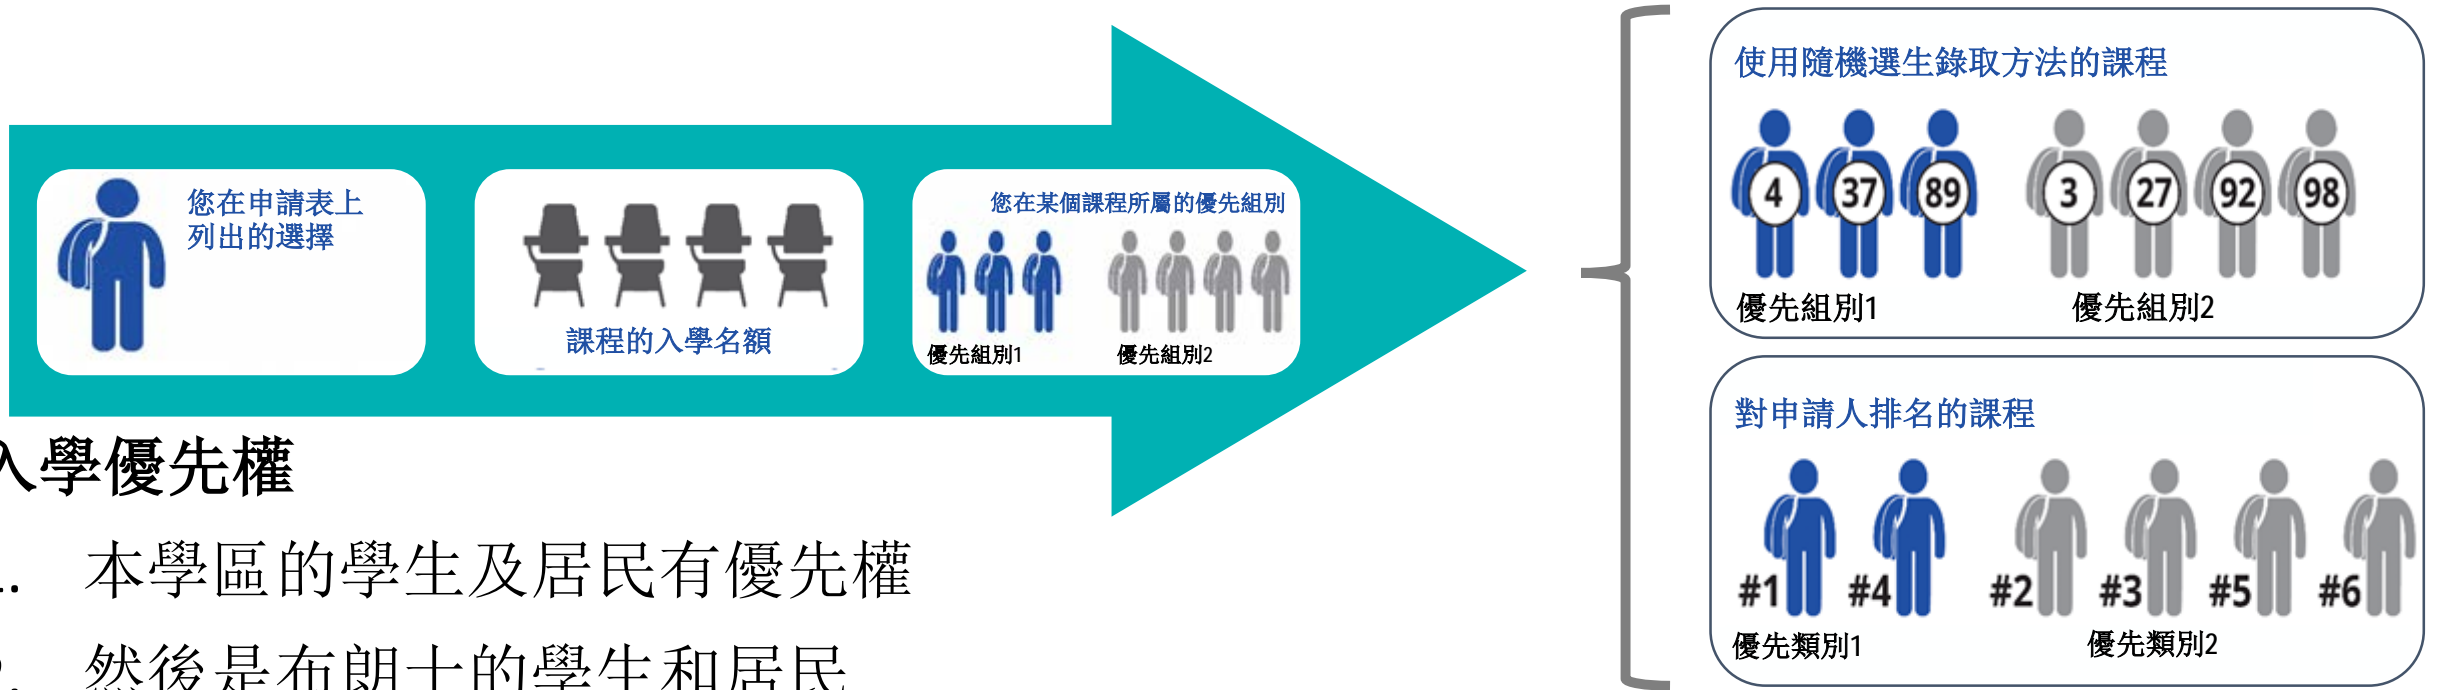 您在申請表上
列出的選擇
課程的入學名額
您在某個課程所屬的優先組別
優先組別1
優先組別2
使用隨機選生錄取方法的課程
4 37 89 3 27 92 98
優先組別1
優先組別2
對申請人排名的課程
#1 #4 #2 #3 #5 #6
優先類別1
優先類別2
入學優先權
1. 本學區的學生及居民有優先權
2. 然後是布朗士的學生和居民